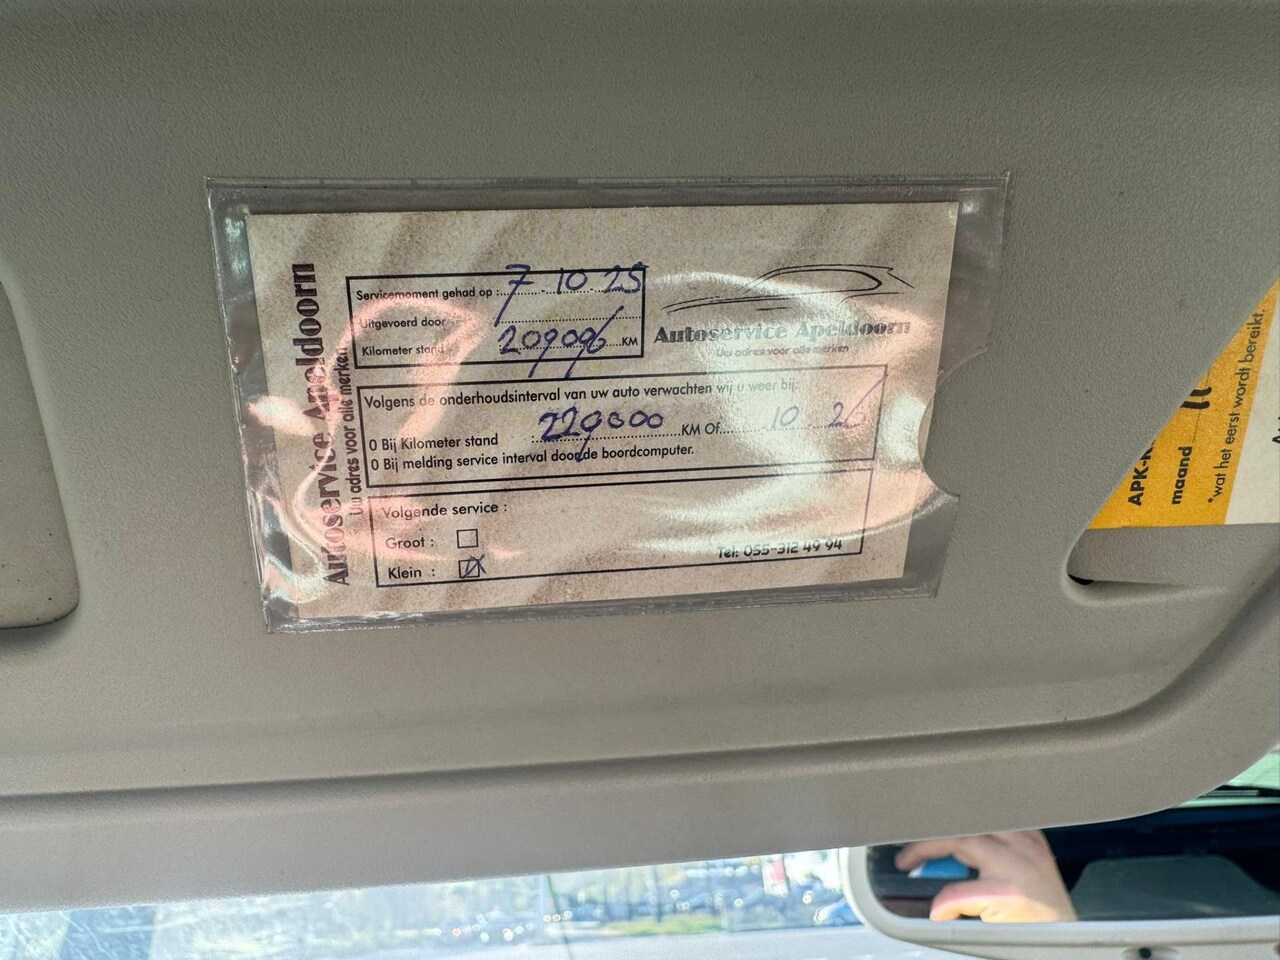 Autoservice Apeldoorn
Uw adres voor alle merken
Servicemoment gehad op : 7.10.25
Uitgevoerd door
Kilometer stand 209096 KM
Autoservice Apeldoorn
Uw adres voor alle merken
Volgens de onderhoudsinterval van uw auto verwachten wij u weer bij:
O Bij Kilometer stand : 229000 KM Of 10 26
O Bij melding service interval door de boordcomputer.
Volgende service :
Groot :
Klein : X
Tel: 055-312 49 94
APK-K
maand 11
*wat het eerst wordt bereikt.